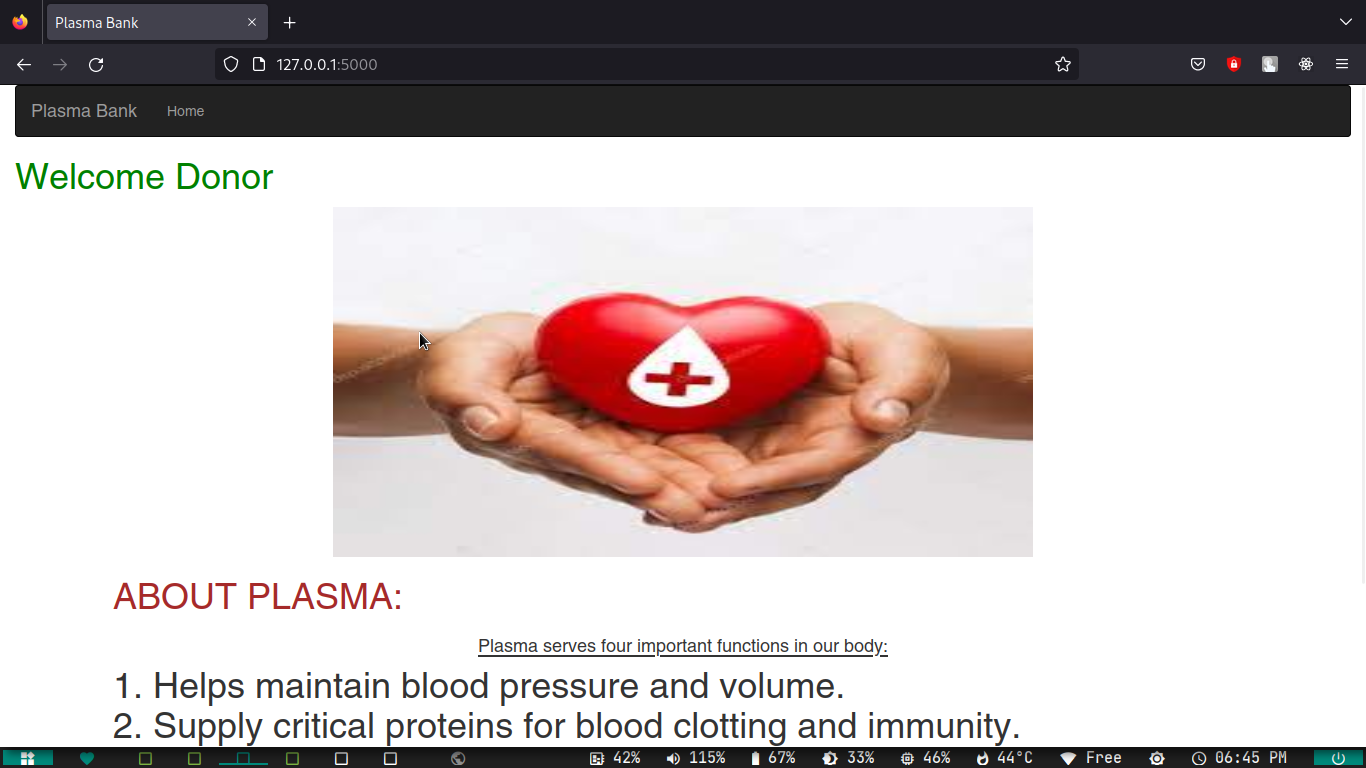 Plasma Bank
127.0.0.1:5000
Plasma Bank Home
Welcome Donor
ABOUT PLASMA:
Plasma serves four important functions in our body:
1. Helps maintain blood pressure and volume.
2. Supply critical proteins for blood clotting and immunity.
42% 115% 67% 33% 46% 44°C Free 06:45 PM